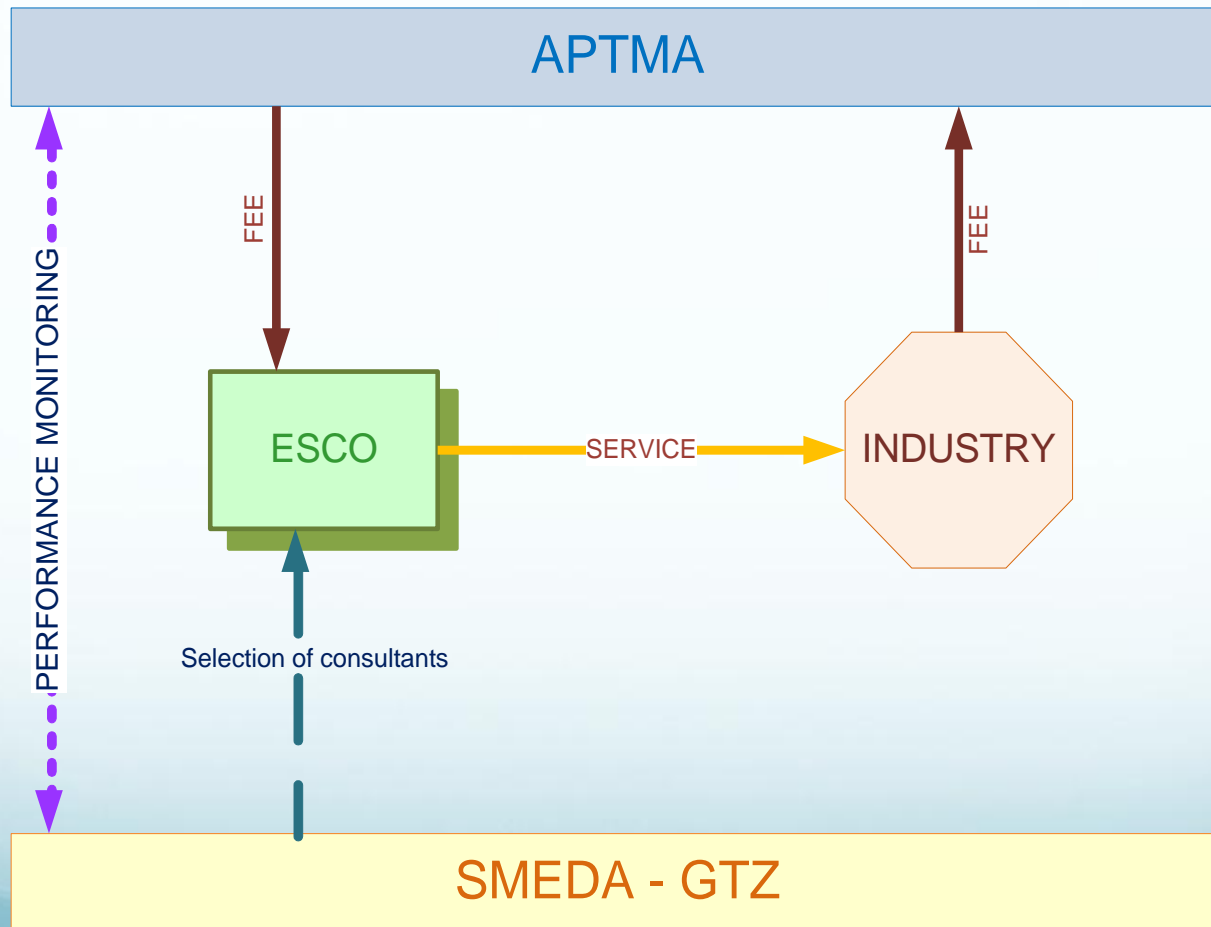 APTMA
FEE
FEE
PERFORMANCE MONITORING
ESCO
SERVICE
INDUSTRY
Selection of consultants
SMEDA - GTZ